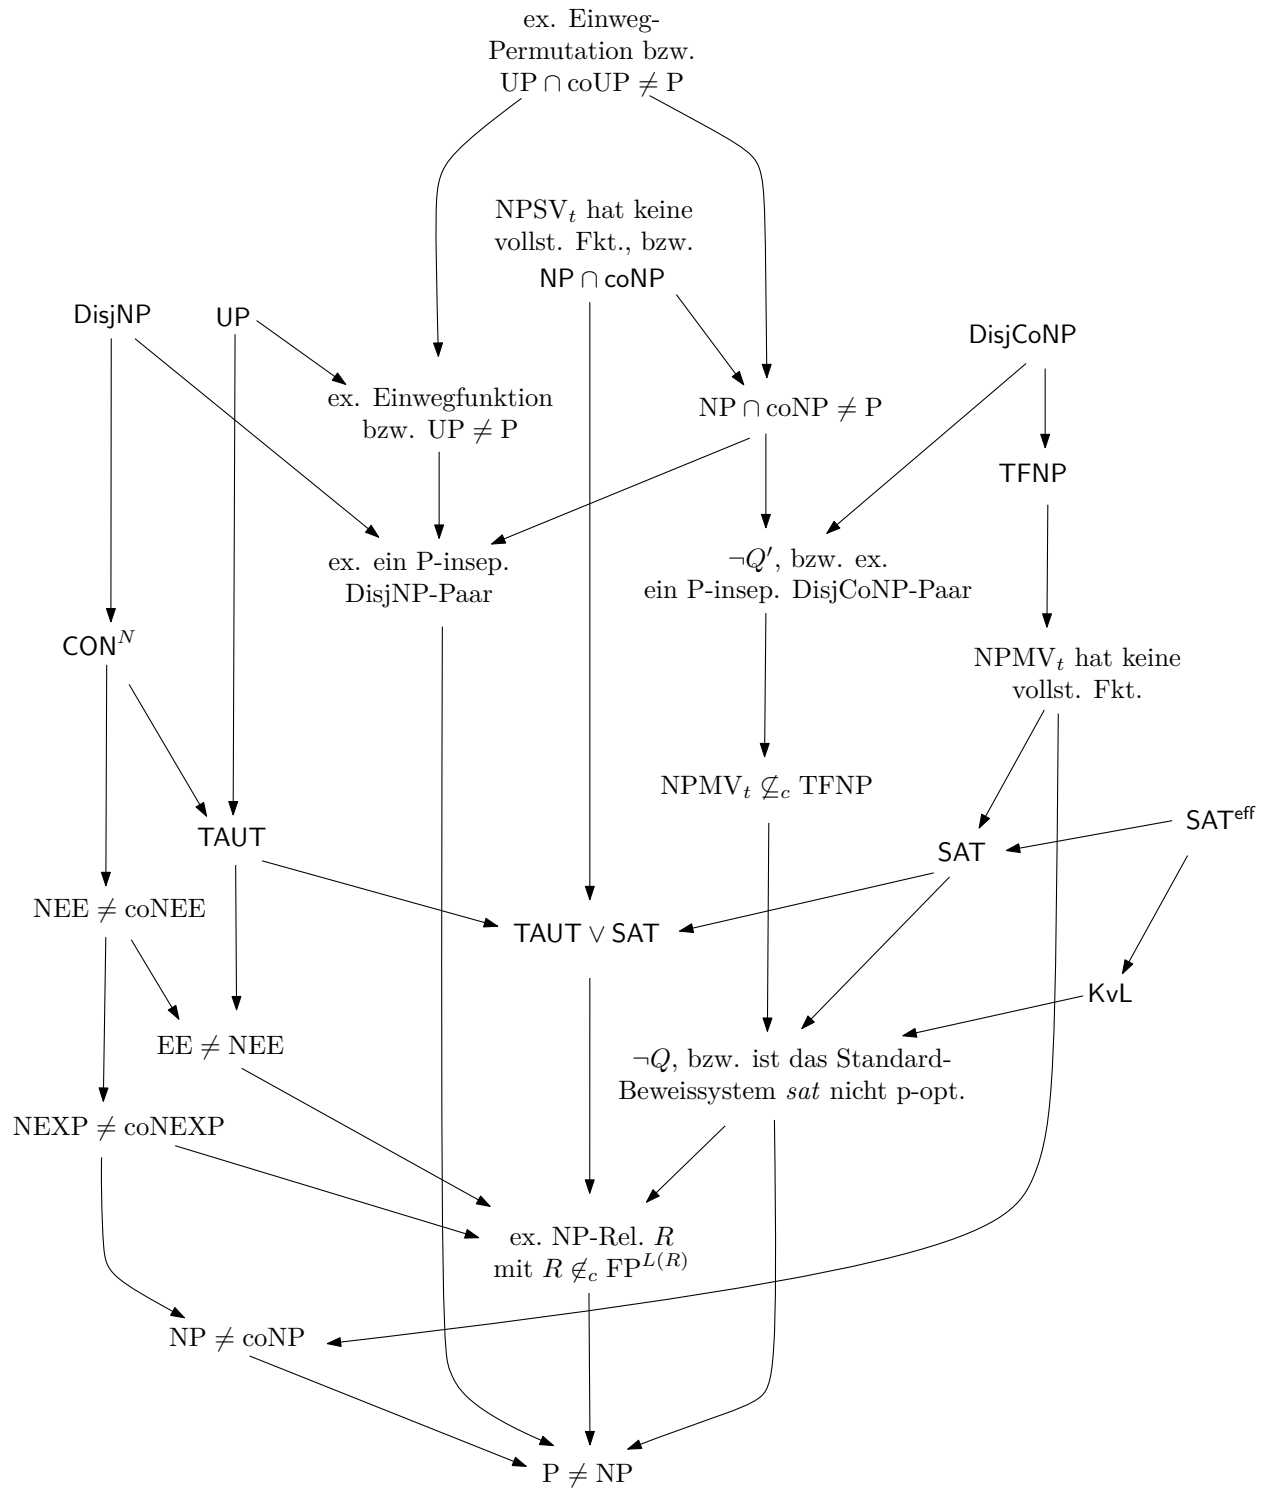 ex. Einweg-
Permutation bzw.
UP ∩ coUP ≠ P
NPSVₜ hat keine
vollst. Fkt., bzw.
NP ∩ coNP
DisjNP
UP
DisjCoNP
ex. Einwegfunktion
bzw. UP ≠ P
NP ∩ coNP ≠ P
TFNP
ex. ein P-insep.
DisjNP-Paar
¬Q′, bzw. ex.
ein P-insep. DisjCoNP-Paar
CON^N
NPMVₜ hat keine
vollst. Fkt.
NPMVₜ ⊈_c TFNP
TAUT
SAT
SAT^eff
NEE ≠ coNEE
TAUT ∨ SAT
KvL
EE ≠ NEE
¬Q, bzw. ist das Standard-
Beweissystem sat nicht p-opt.
NEXP ≠ coNEXP
ex. NP-Rel. R
mit R ∉_c FP^L(R)
NP ≠ coNP
P ≠ NP